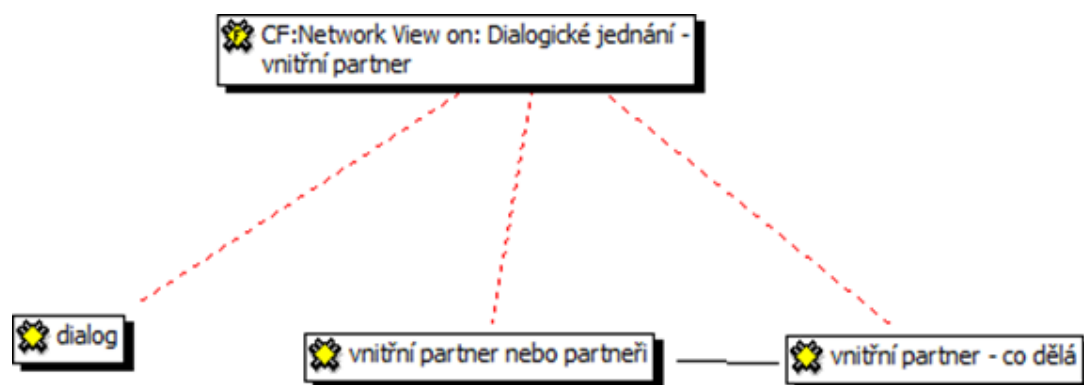 CF:Network View on: Dialogické jednání -
vnitřní partner
dialog
vnitřní partner nebo partneři
vnitřní partner - co dělá